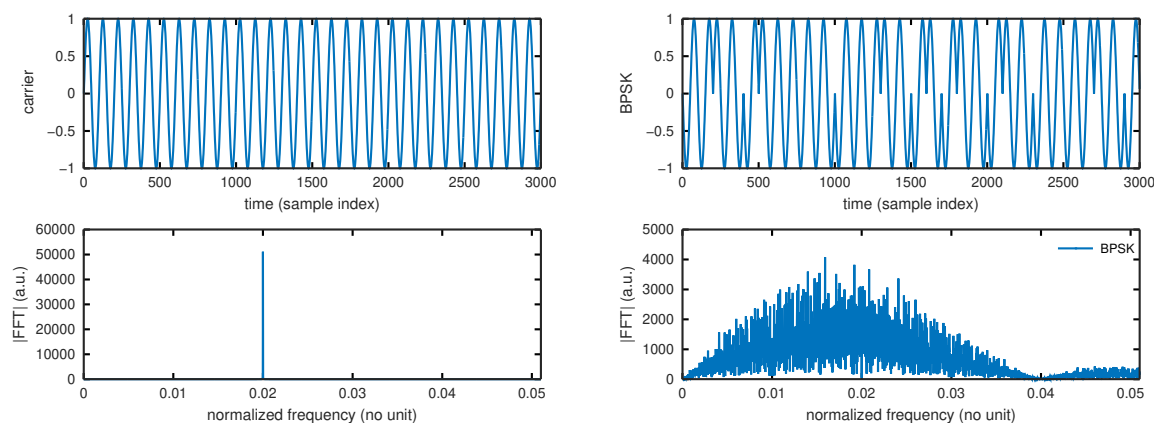 carrier
1
0.5
0
−0.5
−1
0 500 1000 1500 2000 2500 3000
time (sample index)
BPSK
1
0.5
0
−0.5
−1
0 500 1000 1500 2000 2500 3000
time (sample index)
|FFT| (a.u.)
60000
50000
40000
30000
20000
10000
0
0 0.01 0.02 0.03 0.04 0.05
normalized frequency (no unit)
|FFT| (a.u.)
5000
4000
3000
2000
1000
0
BPSK
0 0.01 0.02 0.03 0.04 0.05
normalized frequency (no unit)